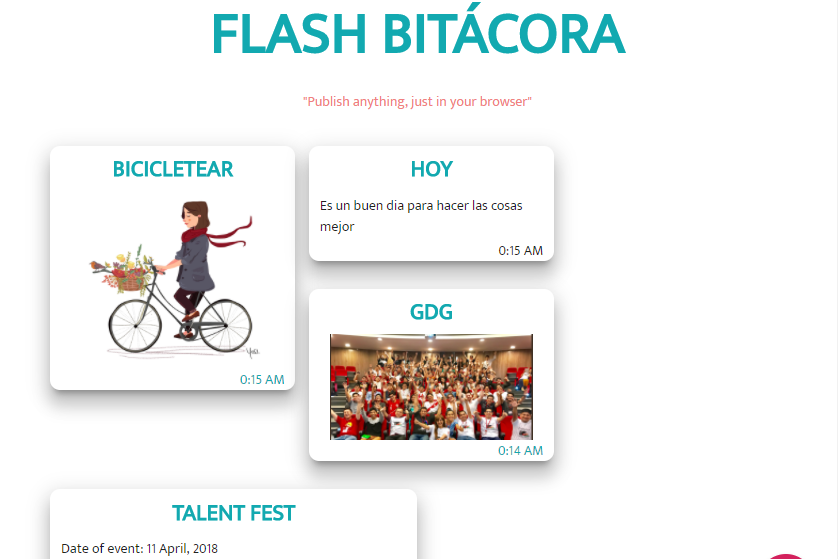 FLASH BITÁCORA
"Publish anything, just in your browser"
BICICLETEAR
0:15 AM
HOY
Es un buen dia para hacer las cosas
mejor
0:15 AM
GDG
0:14 AM
TALENT FEST
Date of event: 11 April, 2018